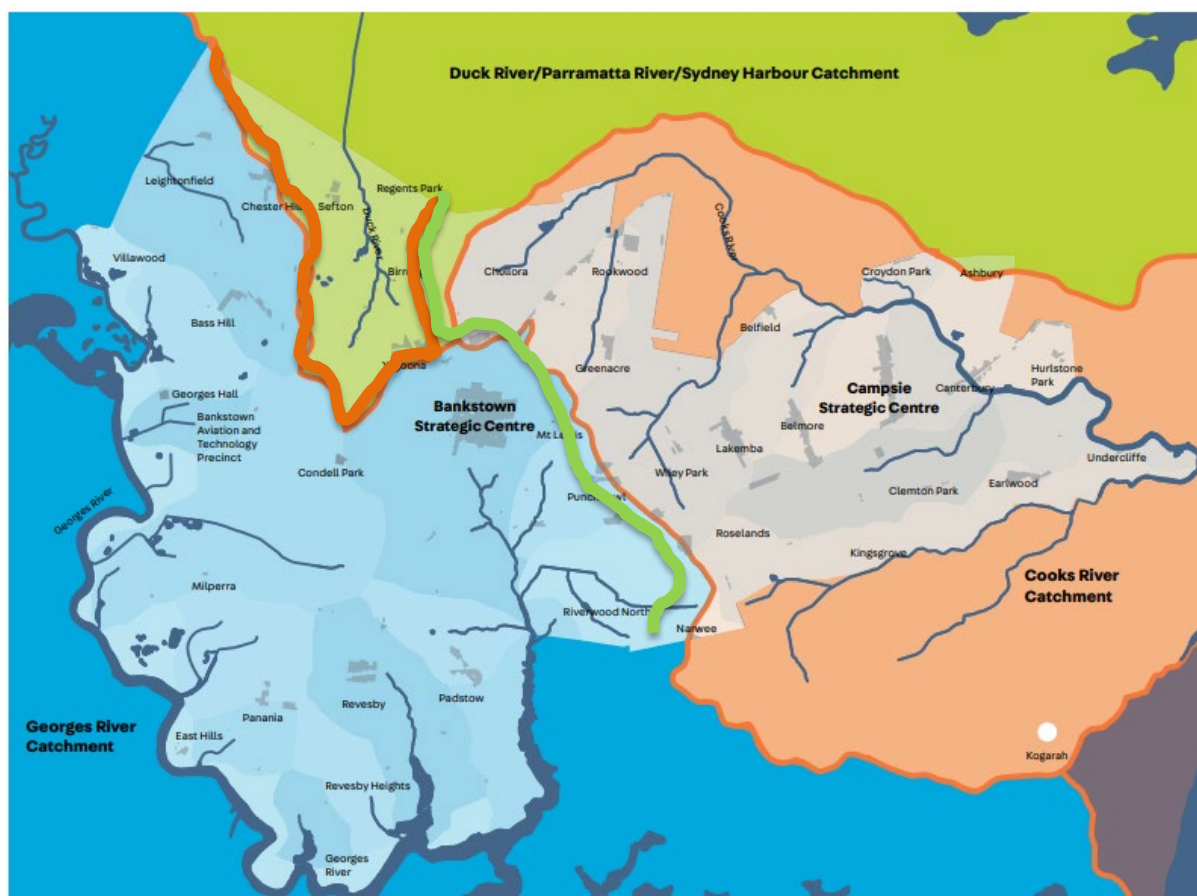 Duck River/Parramatta River/Sydney Harbour Catchment
Leightonfield
Chester Hill
Sefton
Regents Park
Duck River
Cooks River
Villawood
Chullora
Rookwood
Croydon Park
Ashbury
Bass Hill
Belfield
Greenacre
Hurlstone
Park
Georges Hall
Bankstown
Strategic Centre
Campsie
Strategic Centre
Canterbury
Bankstown
Aviation and
Technology
Precinct
Belmore
Lakemba
Undercliffe
Condell Park
Wiley Park
Clemton Park
Earlwood
Georges River
Roselands
Kingsgrove
Milperra
Cooks River
Catchment
Riverwood North
Narwee
Georges River
Catchment
East Hills
Panania
Revesby
Padstow
Kogarah
Revesby Heights
Georges
River